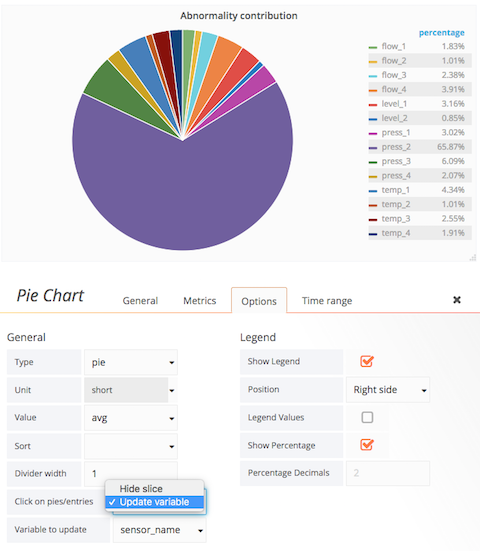 Abnormality contribution
percentage
flow_1 1.83%
flow_2 1.01%
flow_3 2.38%
flow_4 3.91%
level_1 3.16%
level_2 0.85%
press_1 3.02%
press_2 65.87%
press_3 6.09%
press_4 2.07%
temp_1 4.34%
temp_2 1.01%
temp_3 2.55%
temp_4 1.91%
Pie Chart General Metrics Options Time range
General
Type pie
Unit short
Value avg
Sort
Divider width 1
Hide slice
Click on pies/entries ✓ Update variable
Variable to update sensor_name
Legend
Show Legend
Position Right side
Legend Values
Show Percentage
Percentage Decimals 2